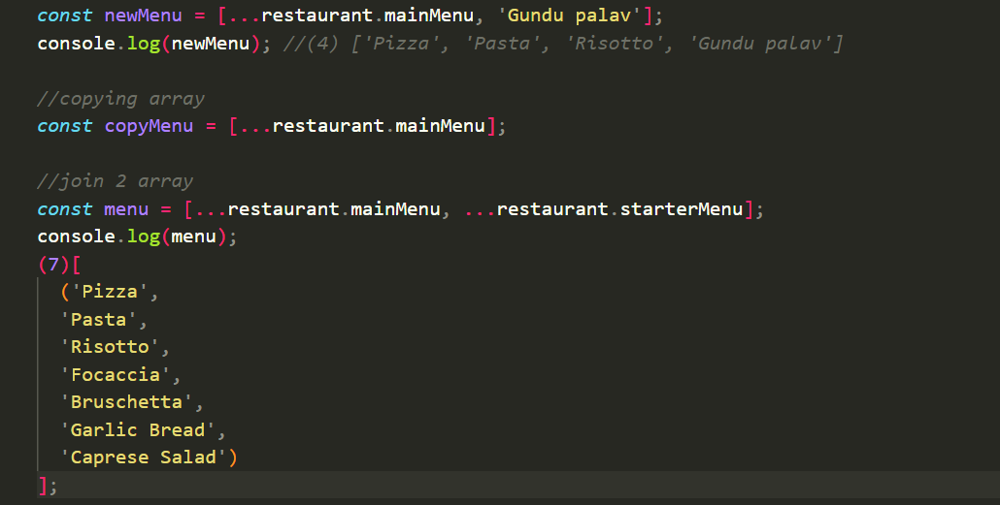 const newMenu = [...restaurant.mainMenu, 'Gundu palav'];
console.log(newMenu); //(4) ['Pizza', 'Pasta', 'Risotto', 'Gundu palav']
//copying array
const copyMenu = [...restaurant.mainMenu];
//join 2 array
const menu = [...restaurant.mainMenu, ...restaurant.starterMenu];
console.log(menu);
(7)[
('Pizza',
'Pasta',
'Risotto',
'Focaccia',
'Bruschetta',
'Garlic Bread',
'Caprese Salad')
];